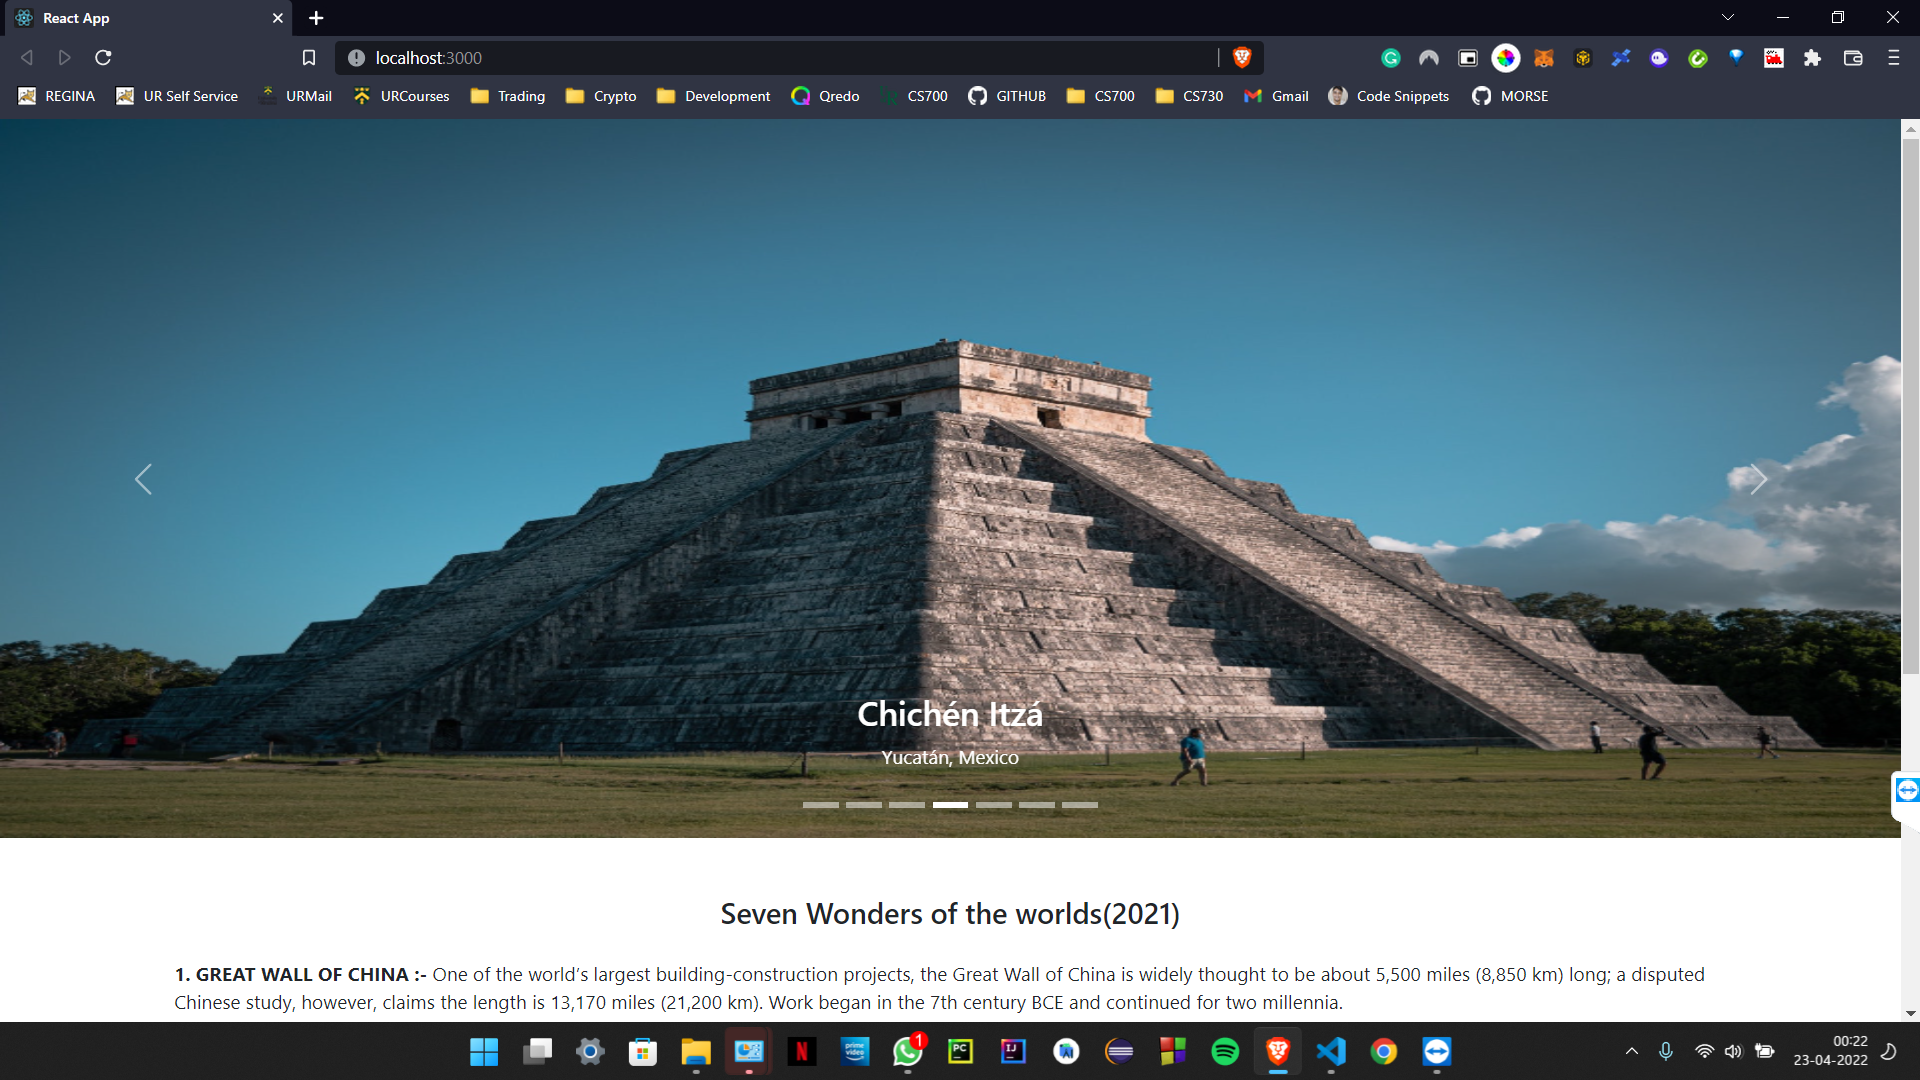 React App
localhost:3000
REGINA UR Self Service URMail URCourses Trading Crypto Development Qredo CS700 GITHUB CS700 CS730 Gmail Code Snippets MORSE
Chichén Itzá
Yucatán, Mexico
Seven Wonders of the worlds(2021)
1. GREAT WALL OF CHINA :- One of the world's largest building-construction projects, the Great Wall of China is widely thought to be about 5,500 miles (8,850 km) long; a disputed
Chinese study, however, claims the length is 13,170 miles (21,200 km). Work began in the 7th century BCE and continued for two millennia.
N
prime video
1
PC
IJ
00:22
23-04-2022